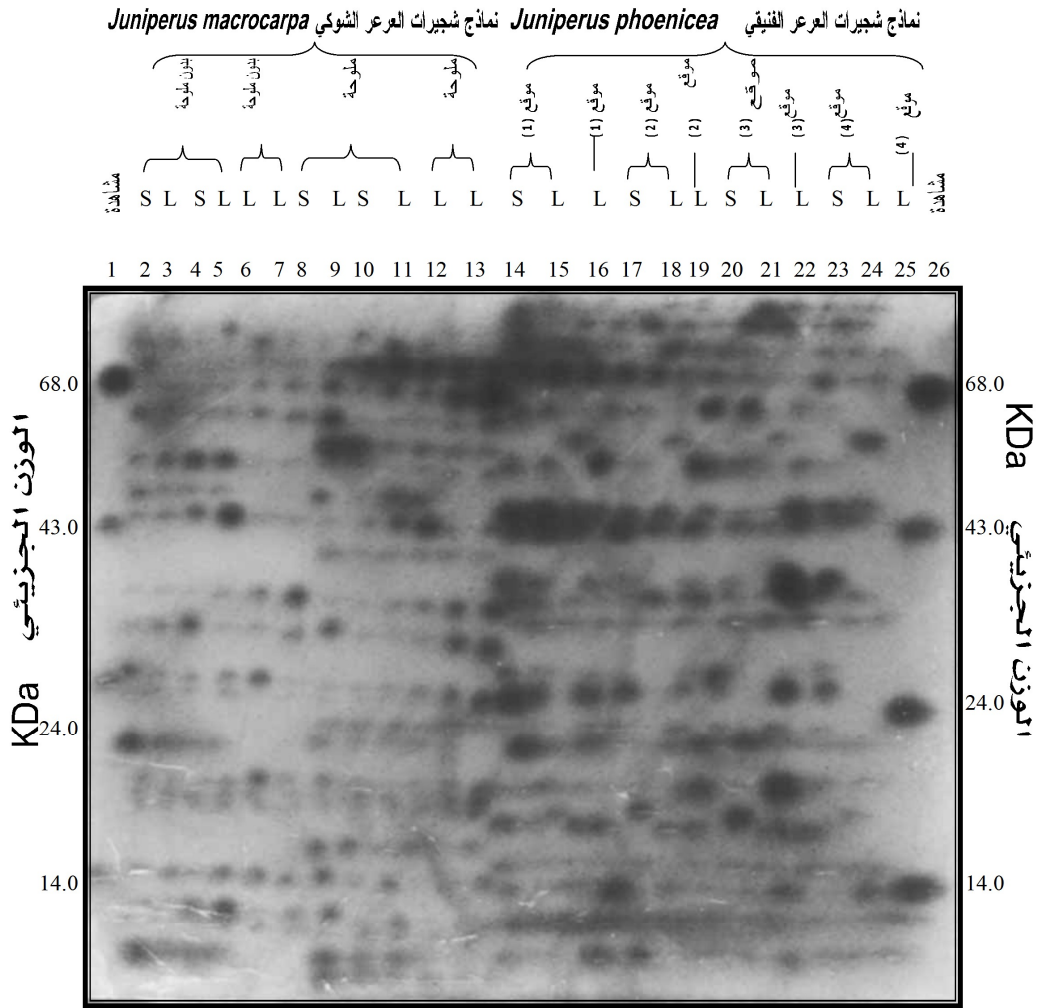 نماذج شجيرات العرعر الشوكي Juniperus macrocarpa
نماذج شجيرات العرعر الفنيقي Juniperus phoenicea
بدون ملوحة بدون ملوحة ملوحة ملوحة
موقع (1) موقع (1) موقع (2) موقع (2) موقع (3) موقع (3) موقع (4) موقع (4)
مشاهدة S L S L L L S L S L L L S L L S L L S L L S L L مشاهدة
1 2 3 4 5 6 7 8 9 10 11 12 13 14 15 16 17 18 19 20 21 22 23 24 25 26
68.0
43.0
24.0
14.0
الوزن الجزيئي KDa
68.0
43.0
24.0
14.0
KDa الوزن الجزيئي